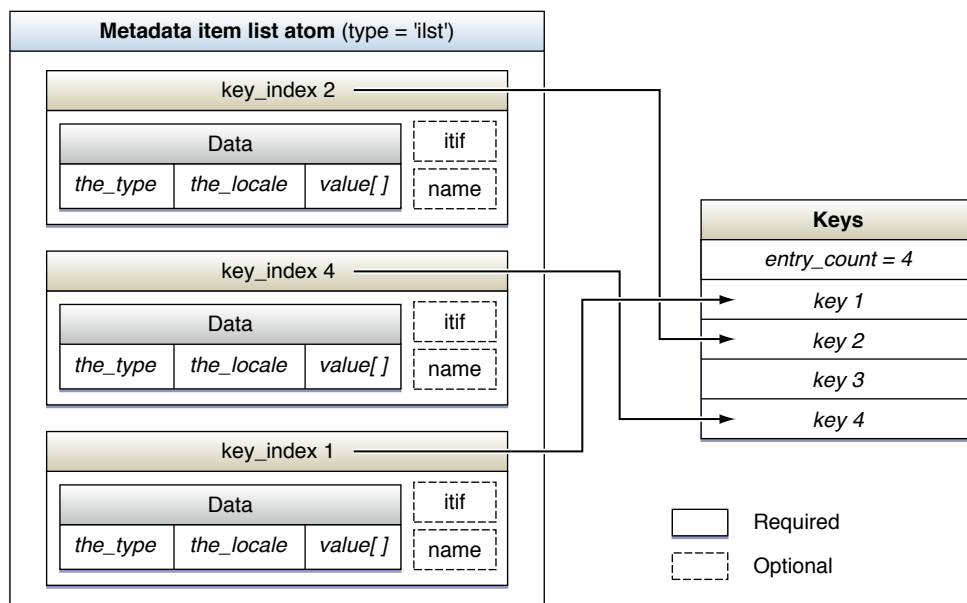 Metadata item list atom (type = 'ilst')
key_index 2
Data
the_type the_locale value[ ]
itif
name
key_index 4
Data
the_type the_locale value[ ]
itif
name
key_index 1
Data
the_type the_locale value[ ]
itif
name
Keys
entry_count = 4
key 1
key 2
key 3
key 4
Required
Optional